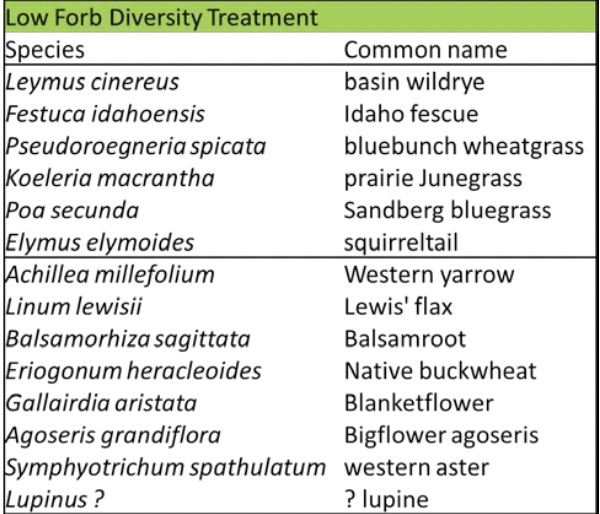 Low Forb Diversity Treatment
Species Common name
Leymus cinereus basin wildrye
Festuca idahoensis Idaho fescue
Pseudoroegneria spicata bluebunch wheatgrass
Koeleria macrantha prairie Junegrass
Poa secunda Sandberg bluegrass
Elymus elymoides squirreltail
Achillea millefolium Western yarrow
Linum lewisii Lewis' flax
Balsamorhiza sagittata Balsamroot
Eriogonum heracleoides Native buckwheat
Gallairdia aristata Blanketflower
Agoseris grandiflora Bigflower agoseris
Symphyotrichum spathulatum western aster
Lupinus ? ? lupine